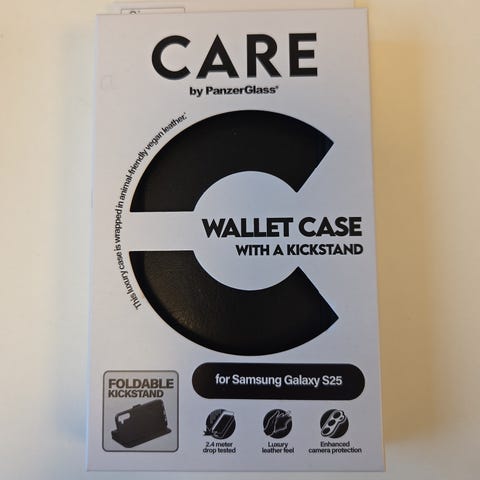 CARE
by PanzerGlass®
This luxury case is wrapped in animal-friendly vegan leather.
WALLET CASE
WITH A KICKSTAND
for Samsung Galaxy S25
FOLDABLE
KICKSTAND
2.4 meter
drop tested
Luxury
leather feel
Enhanced
camera protection